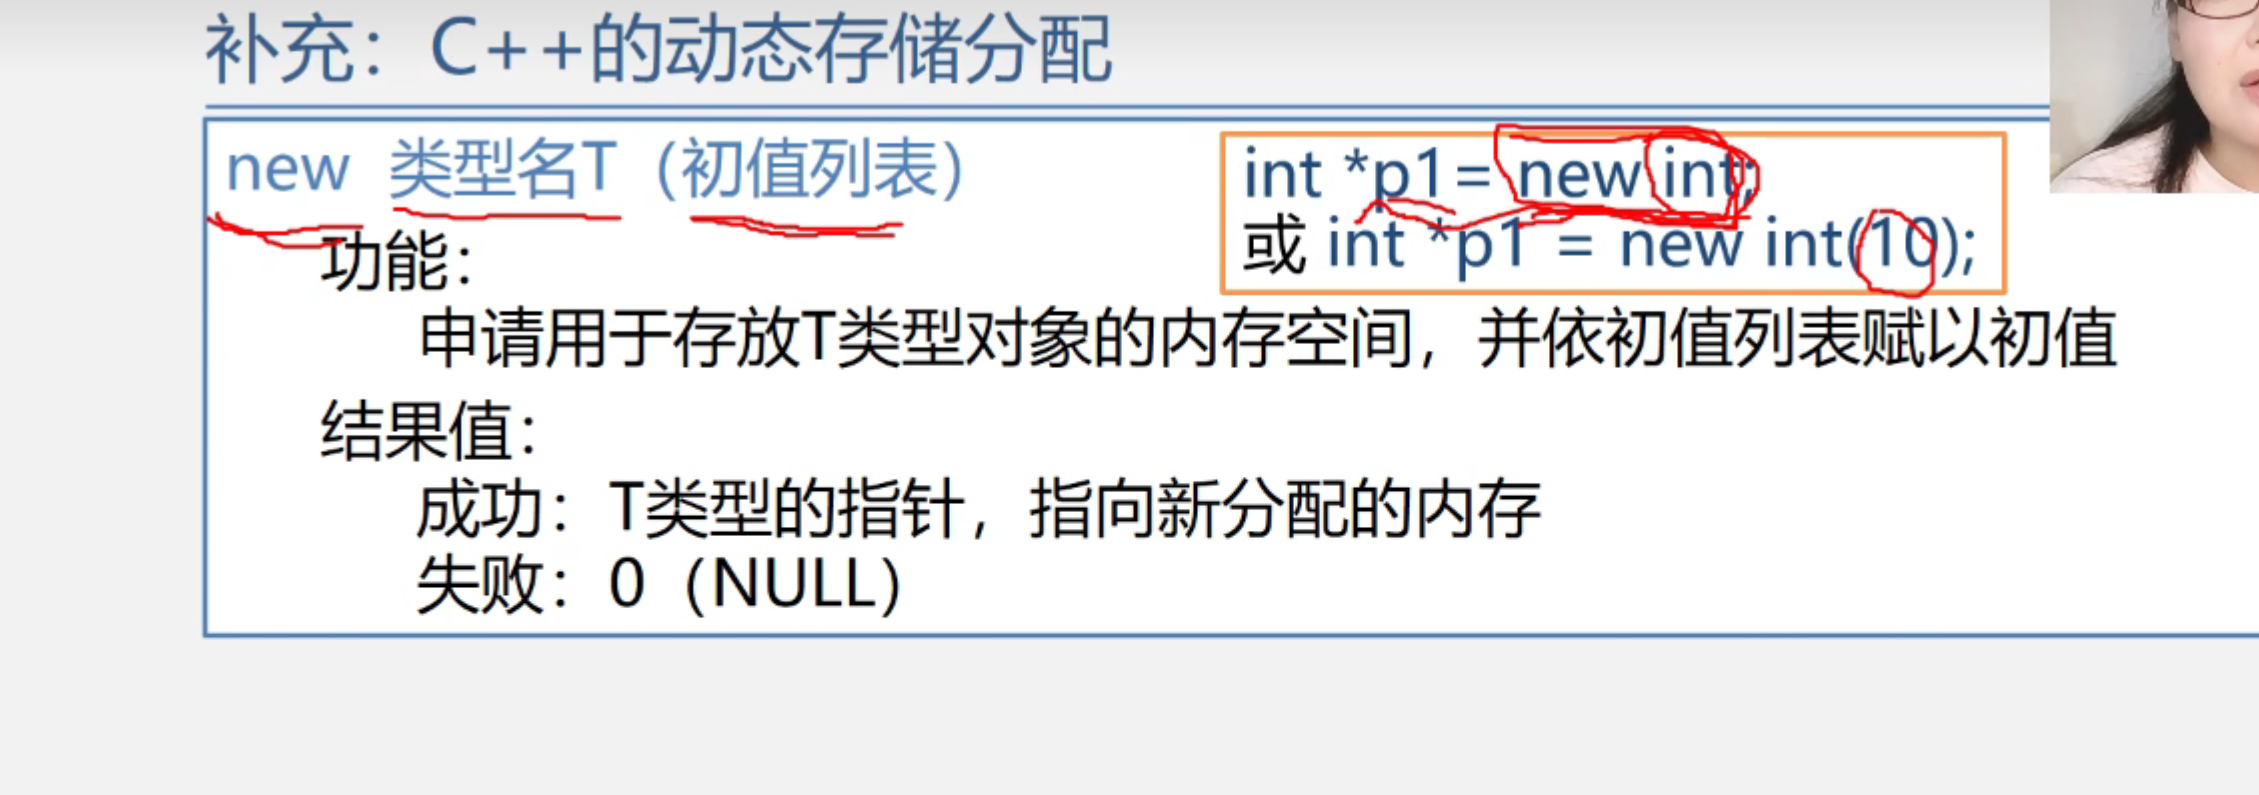 补充：C++的动态存储分配
new 类型名T（初值列表）
int *p1= new int;
或 int *p1 = new int(10);
功能：
申请用于存放T类型对象的内存空间，并依初值列表赋以初值
结果值：
成功：T类型的指针，指向新分配的内存
失败：0（NULL）